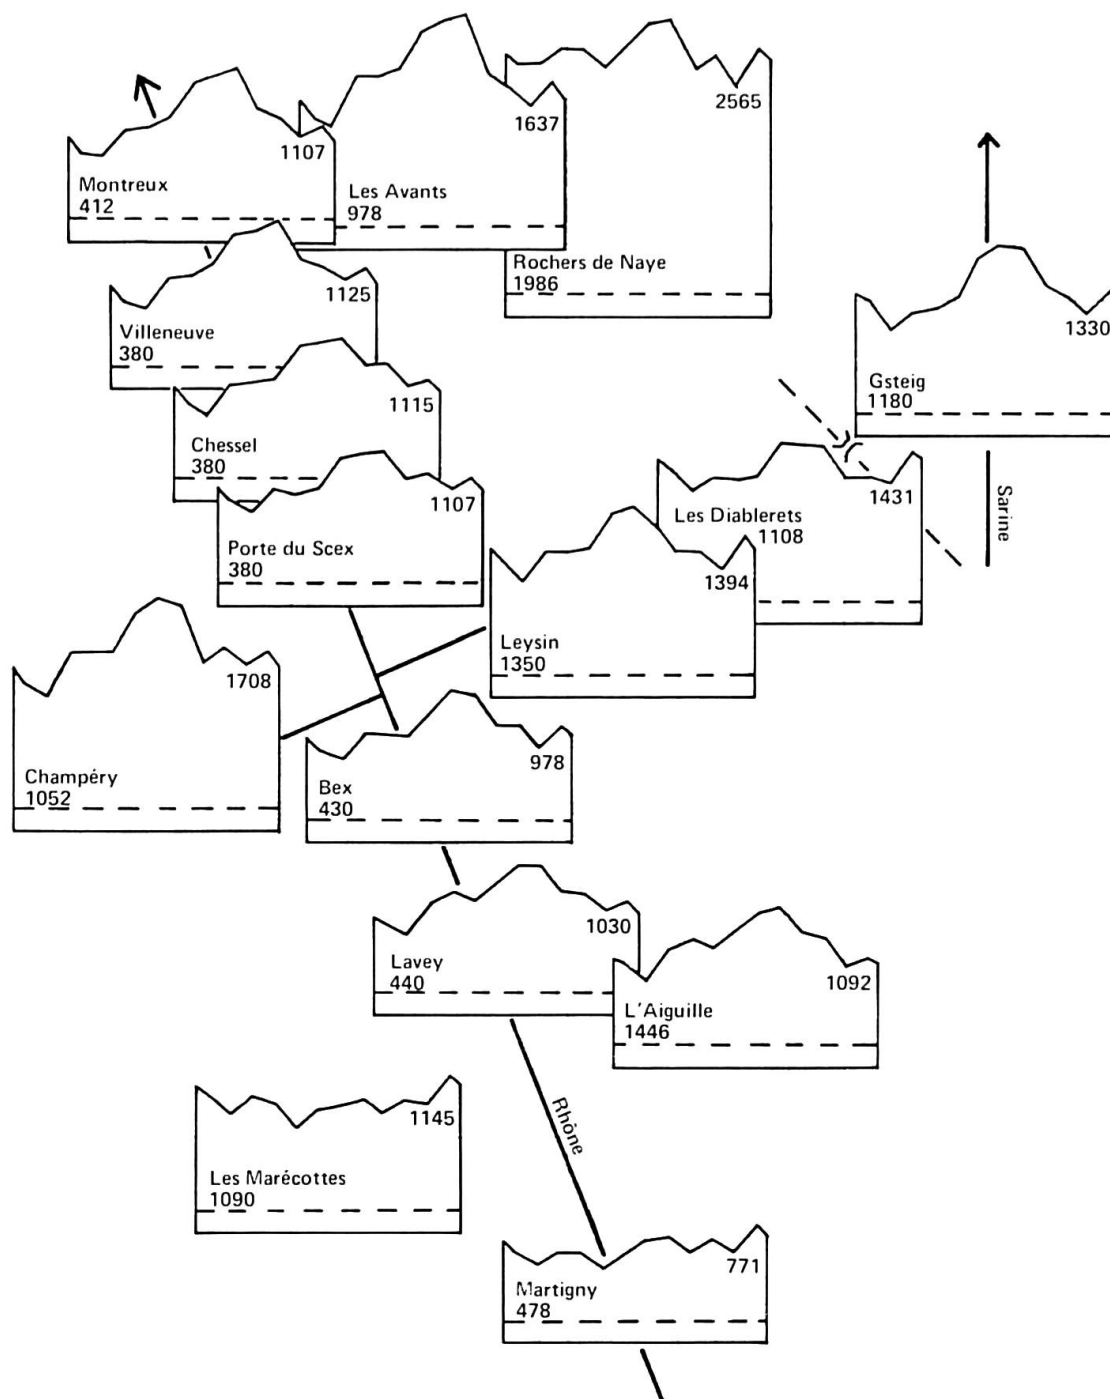 2565
1637
1107
Montreux
412
Les Avants
978
Rochers de Naye
1986
1125
Villeneuve
380
1330
Gsteig
1180
1115
Chessel
380
1431
Les Diablerets
1108
Sarine
1107
Porte du Scex
380
1394
Leysin
1350
1708
Champéry
1052
978
Bex
430
1030
Lavey
440
1092
L'Aiguille
1446
Rhône
1145
Les Marécottes
1090
771
Martigny
478